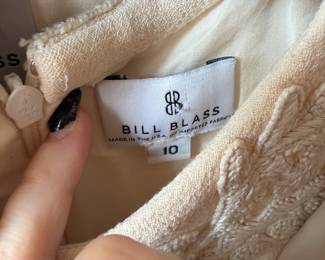 BILL BLASS
MADE IN THE U.S.A. OF IMPORTED FABRIC
10